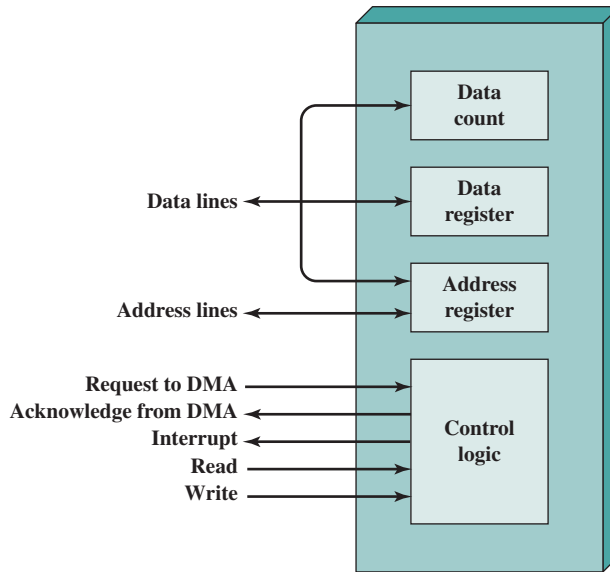 Data
count
Data lines
Data
register
Address
register
Address lines
Request to DMA
Acknowledge from DMA
Interrupt
Read
Write
Control
logic